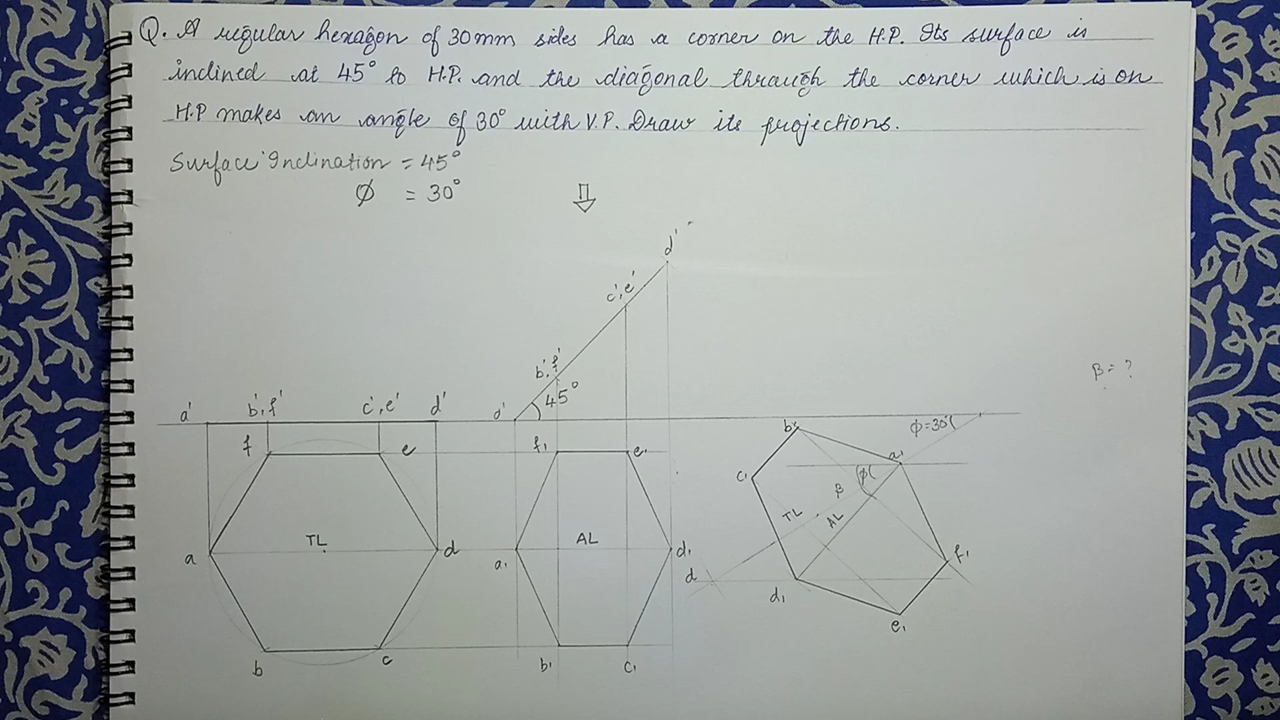 Q. A regular hexagon of 30mm sides has a corner on the H.P. Its surface is
inclined at 45° to H.P. and the diagonal through the corner which is on
H.P makes an angle of 30° with V.P. Draw its projections.
Surface Inclination = 45°
Ø = 30°
d'
c',e'
b',f'
45°
β = ?
a' b',f' c',e' d' a'
f e f₁ e₁
b₁ a₁ ϕ=30°
c₁ ϕ
β
TL AL
TL AL
a d a₁ d₁ f₁
d d₁
e₁
b c b₁ c₁